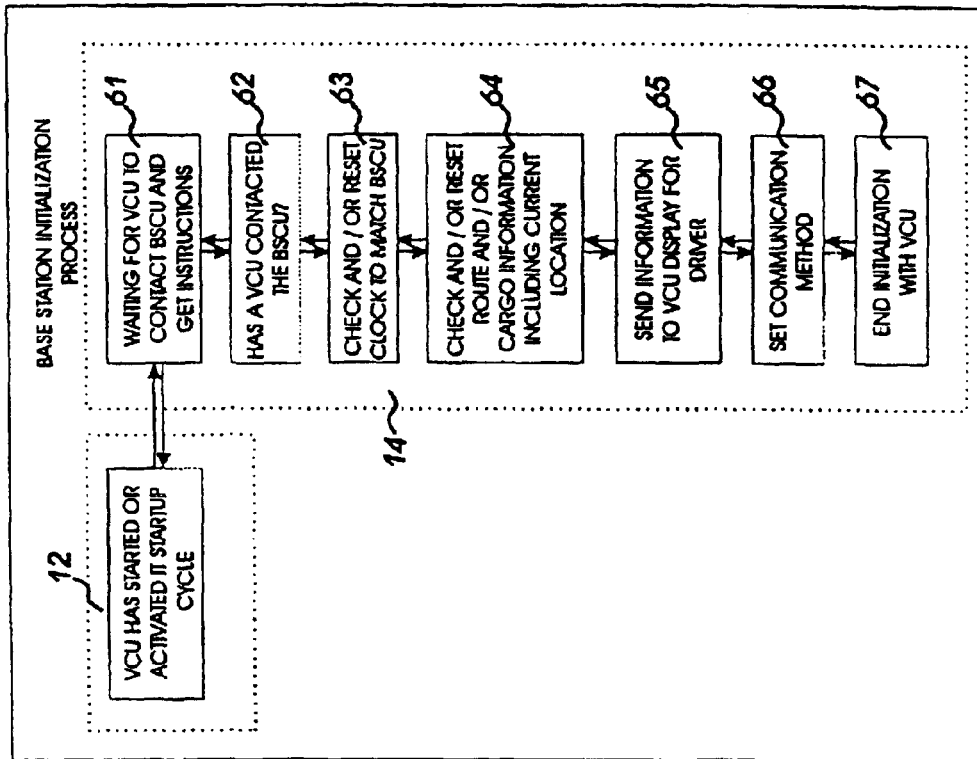 BASE STATION INITIALIZATION
PROCESS
12
VCU HAS STARTED OR
ACTIVATED IT STARTUP
CYCLE
14
61
WAITING FOR VCU TO
CONTACT BSCU AND
GET INSTRUCTIONS
62
HAS A VCU CONTACTED
THE BSCU?
63
CHECK AND / OR RESET
CLOCK TO MATCH BSCU
64
CHECK AND / OR RESET
ROUTE AND / OR
CARGO INFORMATION
INCLUDING CURRENT
LOCATION
65
SEND INFORMATION
TO VCU DISPLAY FOR
DRIVER
66
SET COMMUNICATION
METHOD
67
END INITIALIZATION
WITH VCU